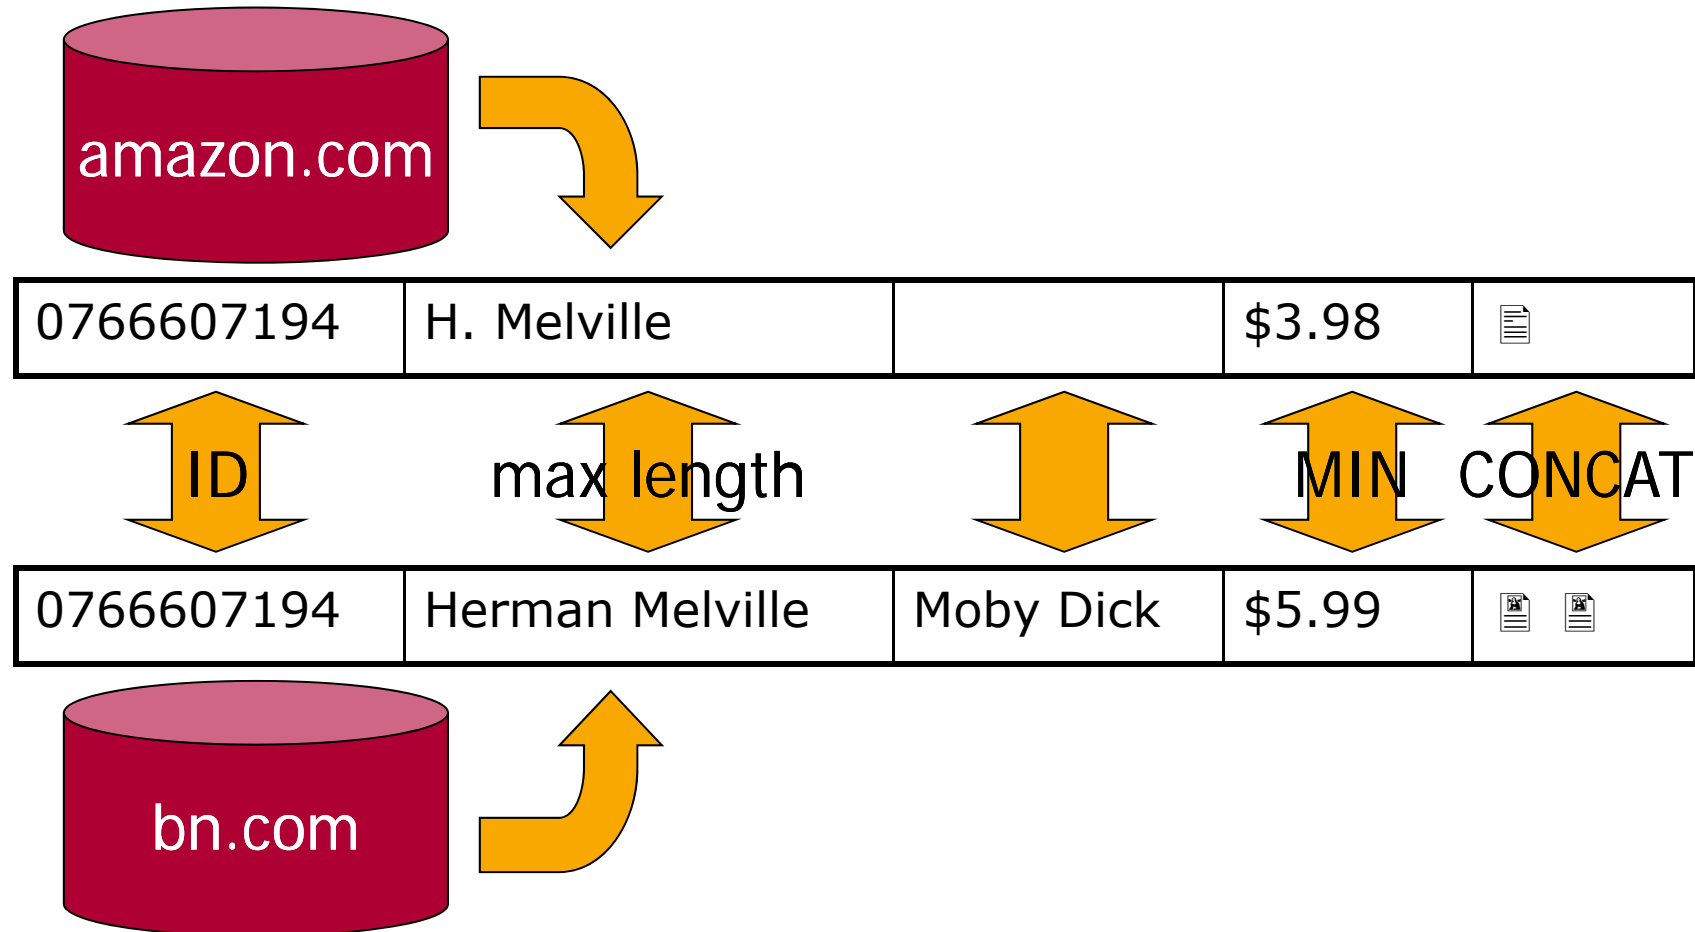 amazon.com
0766607194 H. Melville $3.98
ID max length MIN CONCAT
0766607194 Herman Melville Moby Dick $5.99
bn.com